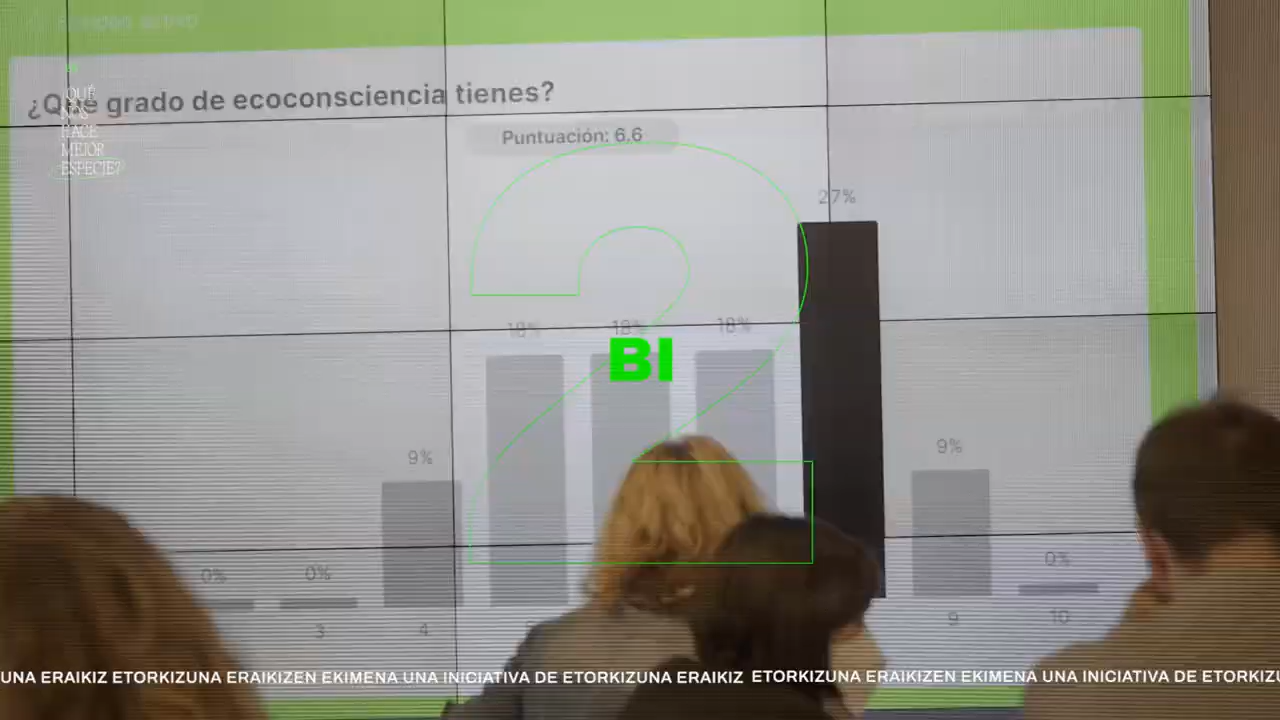 ¿Qué grado de ecoconsciencia tienes?
QUÉ
NOS
HACE
MEJOR
ESPECIE?
Puntuación: 6.6
27%
18%
18%
18%
2
BI
9%
9%
0%
0%
0%
3
4
9
10
UNA ERAIKIZ ETORKIZUNA ERAIKIZEN EKIMENA UNA INICIATIVA DE ETORKIZUNA ERAIKIZ ETORKIZUNA ERAIKIZEN EKIMENA UNA INICIATIVA DE ETORKIZU